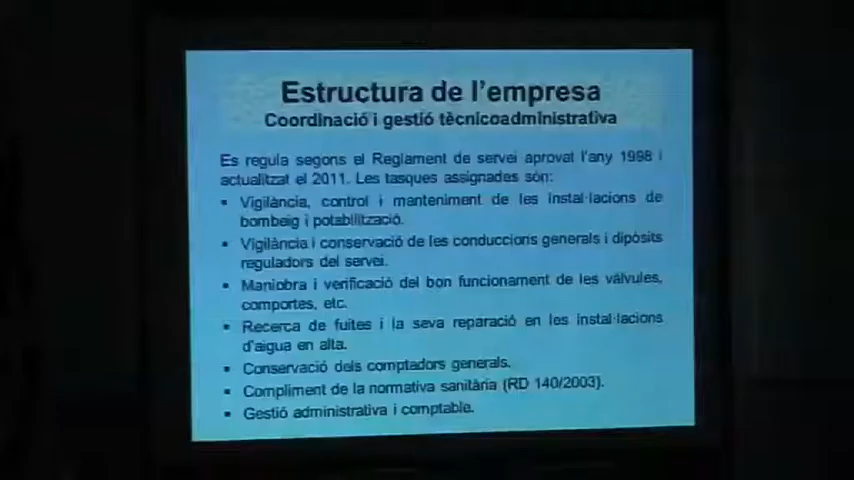 Estructura de l'empresa
Coordinació i gestió tècnicoadministrativa
Es regula segons el Reglament de servei aprovat l'any 1998 i
actualitzat el 2011. Les tasques assignades són:
▪ Vigilància, control i manteniment de les instal·lacions de
bombeig i potabilització.
▪ Vigilància i conservació de les conduccions generals i dipòsits
reguladors del servei.
▪ Maniobra i verificació del bon funcionament de les vàlvules,
comportes, etc.
▪ Recerca de fuites i la seva reparació en les instal·lacions
d'aigua en alta.
▪ Conservació dels comptadors generals.
▪ Compliment de la normativa sanitària (RD 140/2003).
▪ Gestió administrativa i comptable.